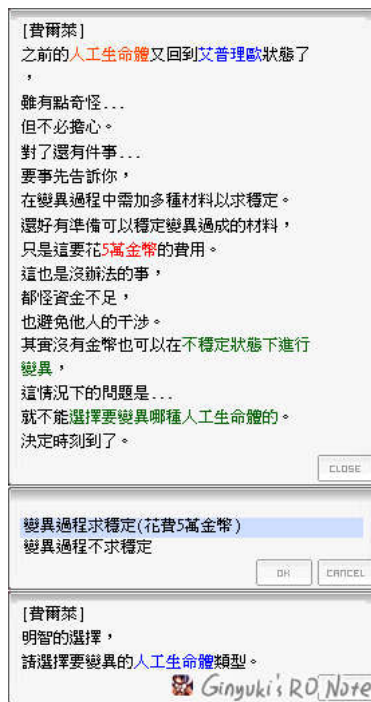 [費爾萊]
之前的人工生命體又回到艾普理歐狀態了
，
雖有點奇怪...
但不必擔心。
對了還有件事...
要事先告訴你，
在變異過程中需加多種材料以求穩定。
還好有準備可以穩定變異過成的材料，
只是這要花5萬金幣的費用。
這也是沒辦法的事，
都怪資金不足，
也避免他人的干涉。
其實沒有金幣也可以在不穩定狀態下進行
變異，
這情況下的問題是...
就不能選擇要變異哪種人工生命體的。
決定時刻到了。
CLOSE
變異過程求穩定(花費5萬金幣)
變異過程不求穩定
OK CANCEL
[費爾萊]
明智的選擇，
請選擇要變異的人工生命體類型。
Ginyuki's RO Note